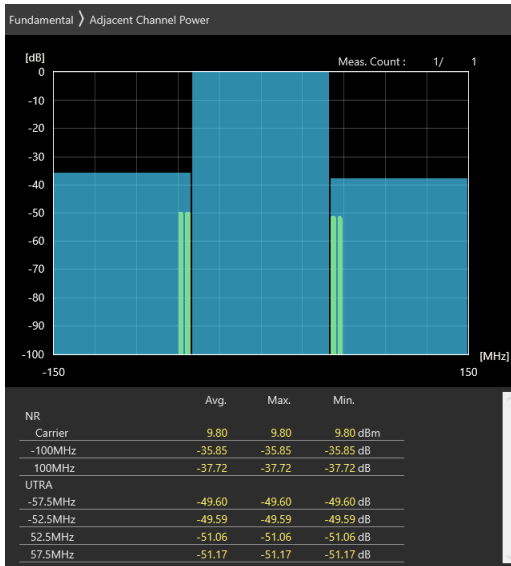 Fundamental 〉 Adjacent Channel Power
[dB]
Meas. Count : 1/ 1
0
-10
-20
-30
-40
-50
-60
-70
-80
-90
-100
[MHz]
-150 150
Avg. Max. Min.
NR
Carrier 9.80 9.80 9.80 dBm
-100MHz -35.85 -35.85 -35.85 dB
100MHz -37.72 -37.72 -37.72 dB
UTRA
-57.5MHz -49.60 -49.60 -49.60 dB
-52.5MHz -49.59 -49.59 -49.59 dB
52.5MHz -51.06 -51.06 -51.06 dB
57.5MHz -51.17 -51.17 -51.17 dB